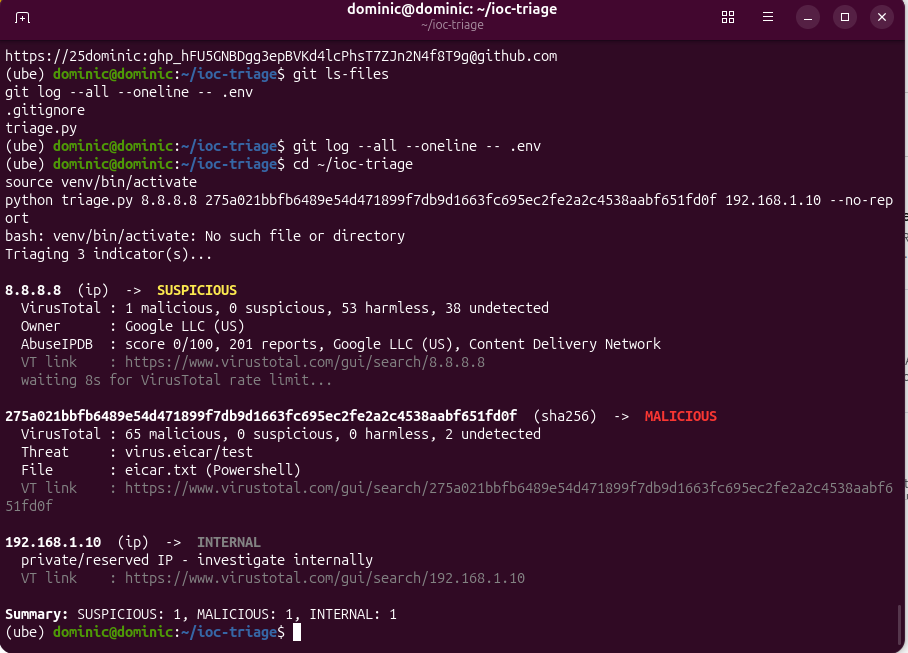 dominic@dominic: ~/ioc-triage
~/ioc-triage
https://25dominic: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@github.com
(ube) dominic@dominic:~/ioc-triage$ git ls-files
git log --all --oneline -- .env
.gitignore
triage.py
(ube) dominic@dominic:~/ioc-triage$ git log --all --oneline -- .env
(ube) dominic@dominic:~/ioc-triage$ cd ~/ioc-triage
source venv/bin/activate
python triage.py 8.8.8.8 275a021bbfb6489e54d471899f7db9d1663fc695ec2fe2a2c4538aabf651fd0f 192.168.1.10 --no-rep
ort
bash: venv/bin/activate: No such file or directory
Triaging 3 indicator(s)...
8.8.8.8  (ip)  ->  SUSPICIOUS
VirusTotal : 1 malicious, 0 suspicious, 53 harmless, 38 undetected
Owner      : Google LLC (US)
AbuseIPDB  : score 0/100, 201 reports, Google LLC (US), Content Delivery Network
VT link    : https://www.virustotal.com/gui/search/8.8.8.8
waiting 8s for VirusTotal rate limit...
275a021bbfb6489e54d471899f7db9d1663fc695ec2fe2a2c4538aabf651fd0f  (sha256)  ->  MALICIOUS
VirusTotal : 65 malicious, 0 suspicious, 0 harmless, 2 undetected
Threat     : virus.eicar/test
File       : eicar.txt (Powershell)
VT link    : https://www.virustotal.com/gui/search/275a021bbfb6489e54d471899f7db9d1663fc695ec2fe2a2c4538aabf6
51fd0f
192.168.1.10  (ip)  ->  INTERNAL
private/reserved IP - investigate internally
VT link    : https://www.virustotal.com/gui/search/192.168.1.10
Summary: SUSPICIOUS: 1, MALICIOUS: 1, INTERNAL: 1
(ube) dominic@dominic:~/ioc-triage$